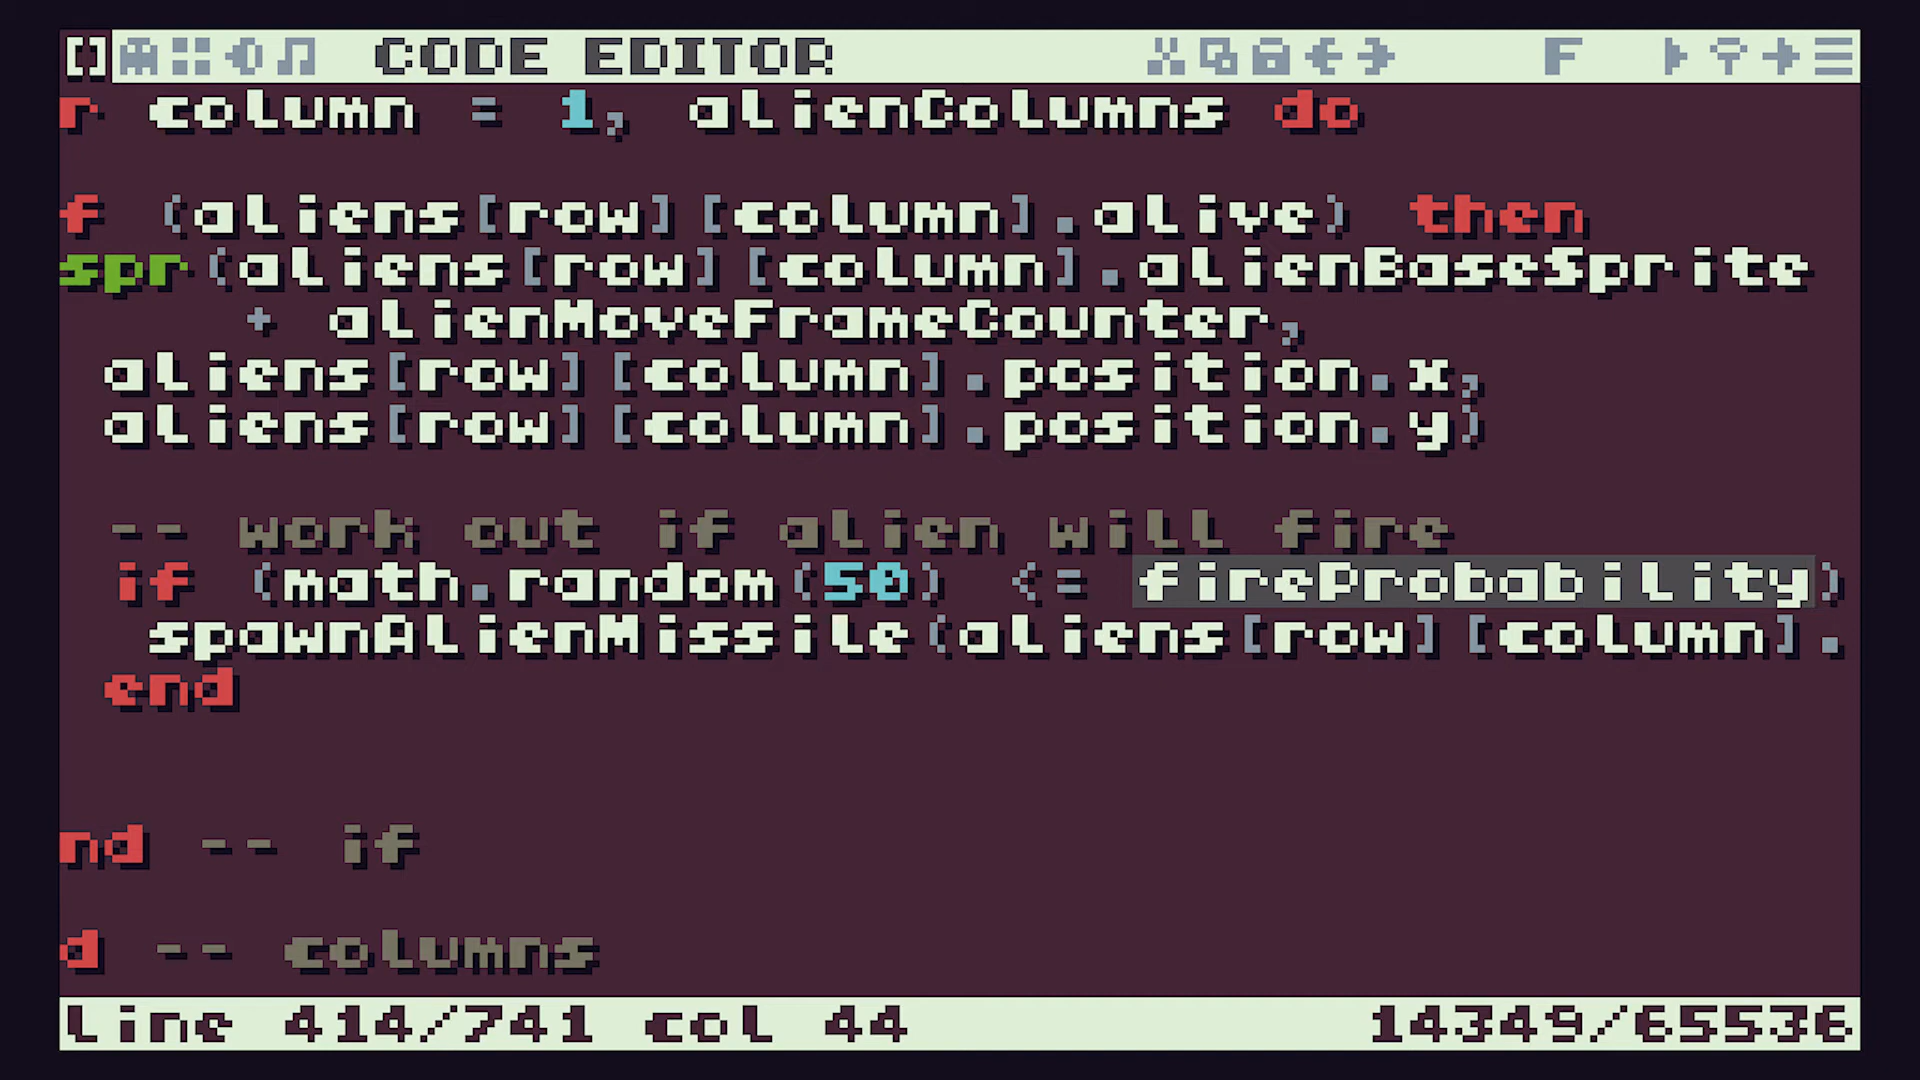 CODE EDITOR F
r column = 1, alienColumns do
f (aliens[row][column].alive) then
spr(aliens[row][column].alienBaseSprite
+ alienMoveFrameCounter,
aliens[row][column].position.x,
aliens[row][column].position.y)
-- work out if alien will fire
if (math.random(50) <= fireProbability)
spawnAlienMissile(aliens[row][column].
end
nd -- if
d -- columns
line 414/741 col 44 14349/65536